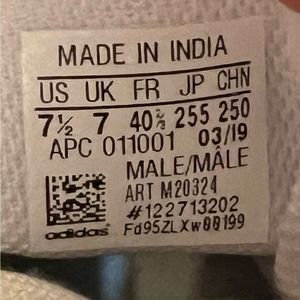 MADE IN INDIA
US UK FR JP CHN
7½ 7 40⅔ 255 250
APC 011001 03/19
MALE/MÂLE
ART M20324
#122713202
adidas Fd95ZLXw00199